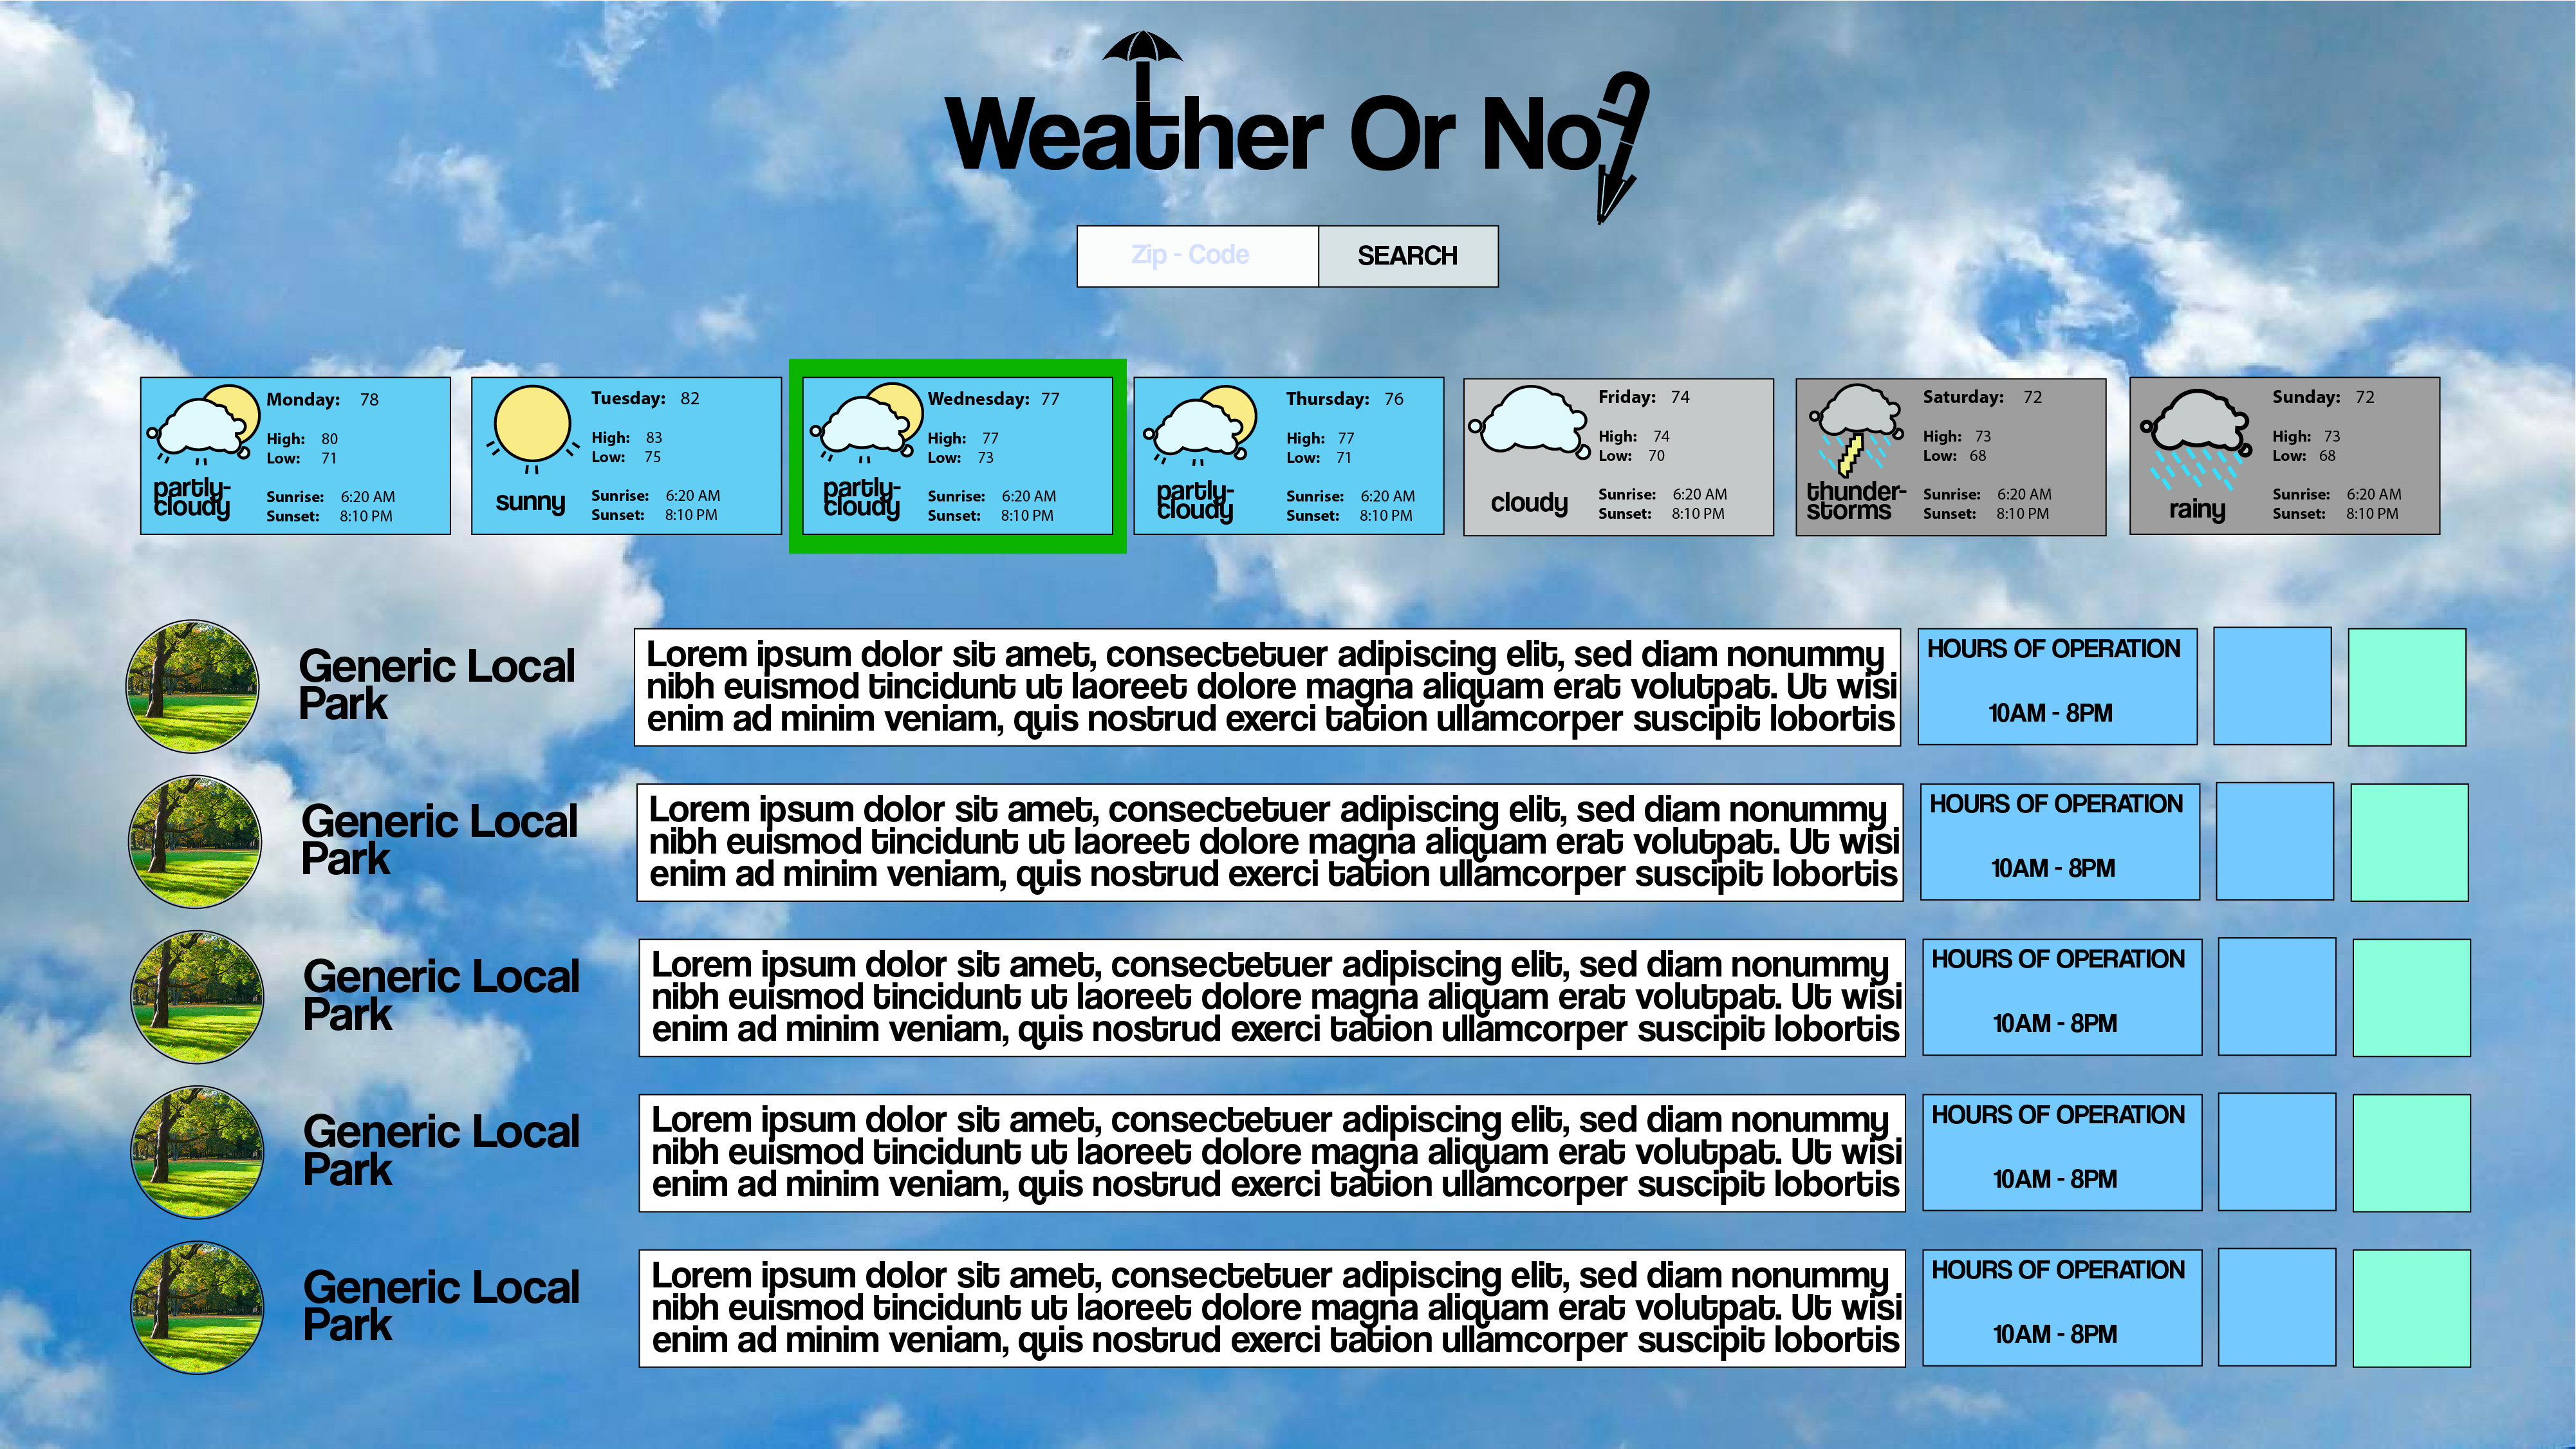 Weather Or Not
Zip - Code
SEARCH
Monday: 78
High: 80
Low: 71
partly-
cloudy
Sunrise: 6:20 AM
Sunset: 8:10 PM
Tuesday: 82
High: 83
Low: 75
sunny
Sunrise: 6:20 AM
Sunset: 8:10 PM
Wednesday: 77
High: 77
Low: 73
partly-
cloudy
Sunrise: 6:20 AM
Sunset: 8:10 PM
Thursday: 76
High: 77
Low: 71
partly-
cloudy
Sunrise: 6:20 AM
Sunset: 8:10 PM
Friday: 74
High: 74
Low: 70
cloudy
Sunrise: 6:20 AM
Sunset: 8:10 PM
Saturday: 72
High: 73
Low: 68
thunder-
storms
Sunrise: 6:20 AM
Sunset: 8:10 PM
Sunday: 72
High: 73
Low: 68
rainy
Sunrise: 6:20 AM
Sunset: 8:10 PM
Generic Local
Park
Lorem ipsum dolor sit amet, consectetuer adipiscing elit, sed diam nonummy
nibh euismod tincidunt ut laoreet dolore magna aliquam erat volutpat. Ut wisi
enim ad minim veniam, quis nostrud exerci tation ullamcorper suscipit lobortis
HOURS OF OPERATION
10AM - 8PM
Generic Local
Park
Lorem ipsum dolor sit amet, consectetuer adipiscing elit, sed diam nonummy
nibh euismod tincidunt ut laoreet dolore magna aliquam erat volutpat. Ut wisi
enim ad minim veniam, quis nostrud exerci tation ullamcorper suscipit lobortis
HOURS OF OPERATION
10AM - 8PM
Generic Local
Park
Lorem ipsum dolor sit amet, consectetuer adipiscing elit, sed diam nonummy
nibh euismod tincidunt ut laoreet dolore magna aliquam erat volutpat. Ut wisi
enim ad minim veniam, quis nostrud exerci tation ullamcorper suscipit lobortis
HOURS OF OPERATION
10AM - 8PM
Generic Local
Park
Lorem ipsum dolor sit amet, consectetuer adipiscing elit, sed diam nonummy
nibh euismod tincidunt ut laoreet dolore magna aliquam erat volutpat. Ut wisi
enim ad minim veniam, quis nostrud exerci tation ullamcorper suscipit lobortis
HOURS OF OPERATION
10AM - 8PM
Generic Local
Park
Lorem ipsum dolor sit amet, consectetuer adipiscing elit, sed diam nonummy
nibh euismod tincidunt ut laoreet dolore magna aliquam erat volutpat. Ut wisi
enim ad minim veniam, quis nostrud exerci tation ullamcorper suscipit lobortis
HOURS OF OPERATION
10AM - 8PM